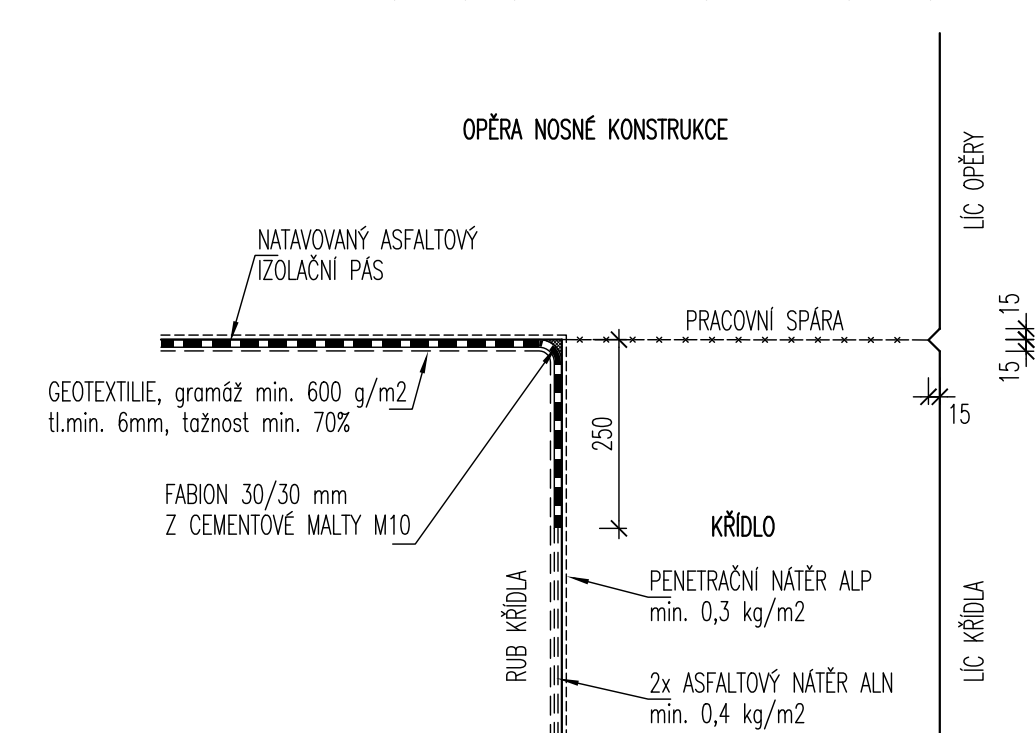 OPĚRA NOSNÉ KONSTRUKCE
LÍC OPĚRY
NATAVOVANÝ ASFALTOVÝ
IZOLAČNÍ PÁS
PRACOVNÍ SPÁRA
15
15
15
GEOTEXTILIE, gramáž min. 600 g/m2
tl.min. 6mm, tažnost min. 70%
250
FABION 30/30 mm
Z CEMENTOVÉ MALTY M10
KŘÍDLO
RUB KŘÍDLA
PENETRAČNÍ NÁTĚR ALP
min. 0,3 kg/m2
LÍC KŘÍDLA
2x ASFALTOVÝ NÁTĚR ALN
min. 0,4 kg/m2